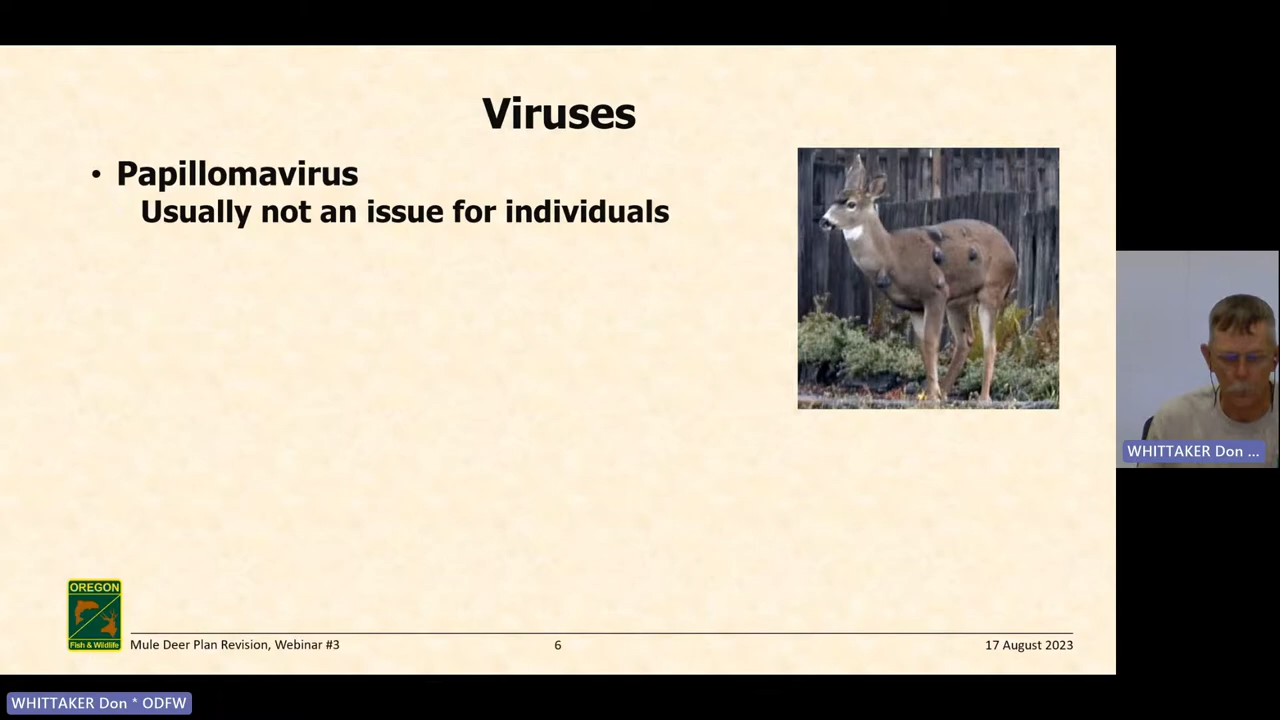 Viruses
• Papillomavirus
Usually not an issue for individuals
WHITTAKER Don ...
OREGON
Fish & Wildlife
Mule Deer Plan Revision, Webinar #3
6
17 August 2023
WHITTAKER Don * ODFW